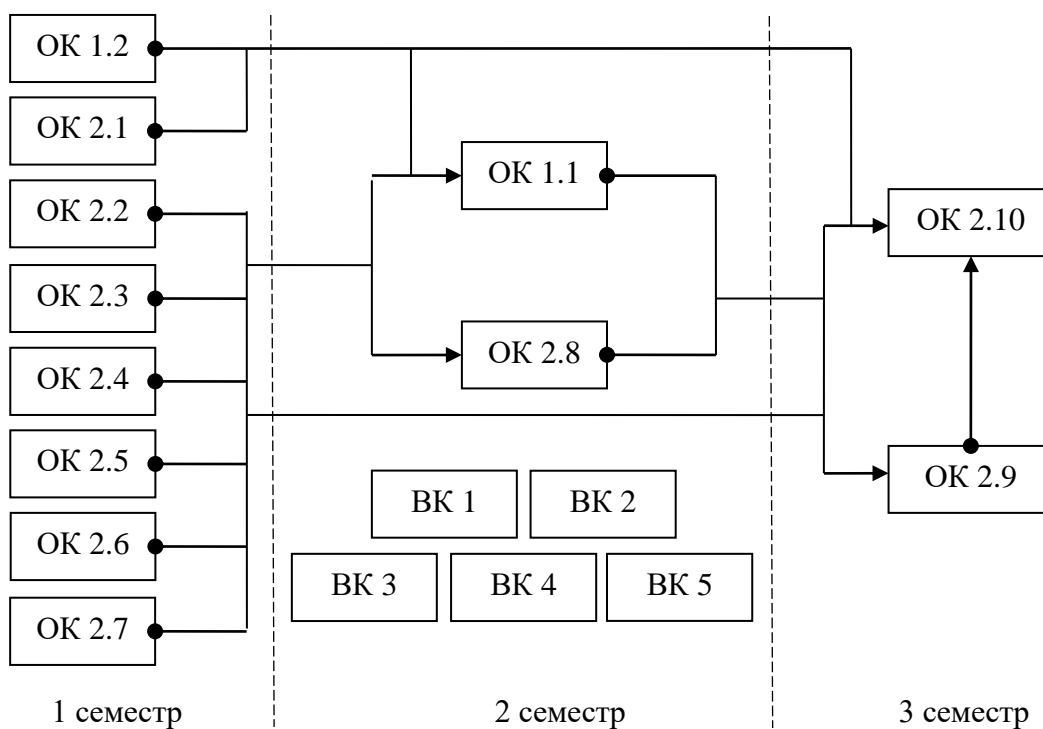 ОК 1.2
ОК 2.1
ОК 2.2
ОК 2.3
ОК 2.4
ОК 2.5
ОК 2.6
ОК 2.7
1 семестр
ОК 1.1
ОК 2.8
ВК 1
ВК 2
ВК 3
ВК 4
ВК 5
2 семестр
ОК 2.10
ОК 2.9
3 семестр